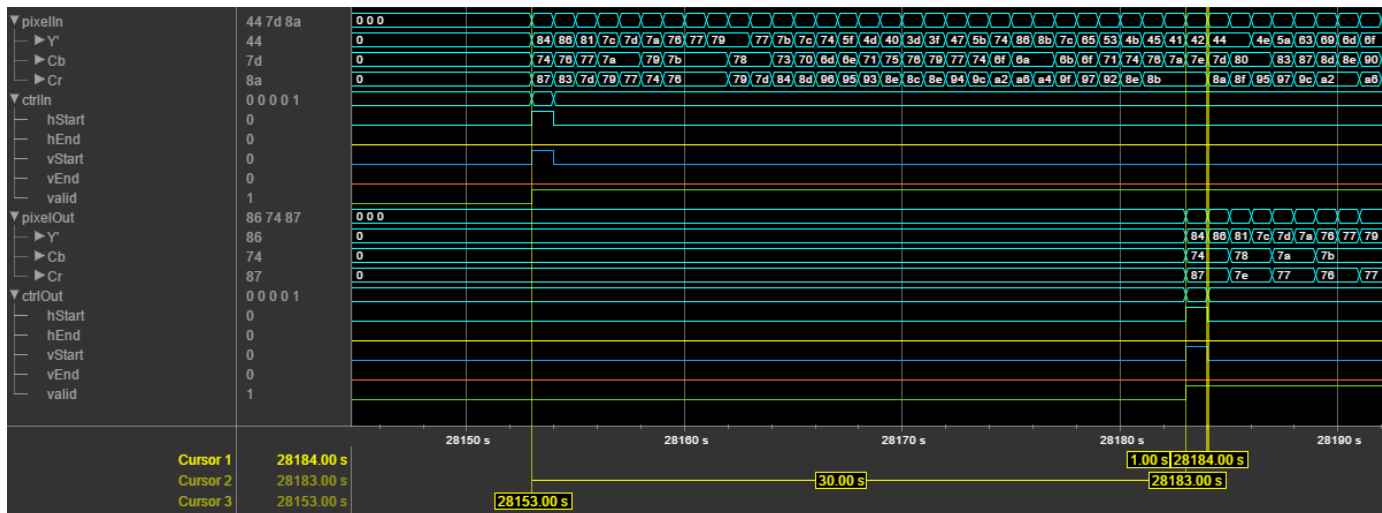 pixelIn 44 7d 8a 0 0 0
Y' 44 0 84 86 81 7c 7d 7a 76 77 79 77 7b 7c 74 5f 4d 40 3d 3f 47 5b 74 86 8b 7c 65 53 4b 45 41 42 44 4e 5a 63 69 6d 6f
Cb 7d 0 74 76 77 7a 79 7b 78 73 70 6d 6e 71 75 76 79 77 74 6f 6a 6b 6f 71 74 76 7a 7e 7d 80 83 87 8d 8e 90
Cr 8a 0 87 83 7d 79 77 74 76 79 7d 84 8d 96 95 93 8e 8c 8e 94 9c a2 a6 a4 9f 97 92 8e 8b 8a 8f 95 97 9c a2 a6
ctrlIn 0 0 0 0 1
hStart 0
hEnd 0
vStart 0
vEnd 0
valid 1
pixelOut 86 74 87 0 0 0
Y' 86 0 84 86 81 7c 7d 7a 76 77 79
Cb 74 0 74 78 7a 7b
Cr 87 0 87 7e 77 76 77
ctrlOut 0 0 0 0 1
hStart 0
hEnd 0
vStart 0
vEnd 0
valid 1
28150 s 28160 s 28170 s 28180 s 28190 s
Cursor 1 28184.00 s 1.00 s 28184.00 s
Cursor 2 28183.00 s 30.00 s 28183.00 s
Cursor 3 28153.00 s 28153.00 s